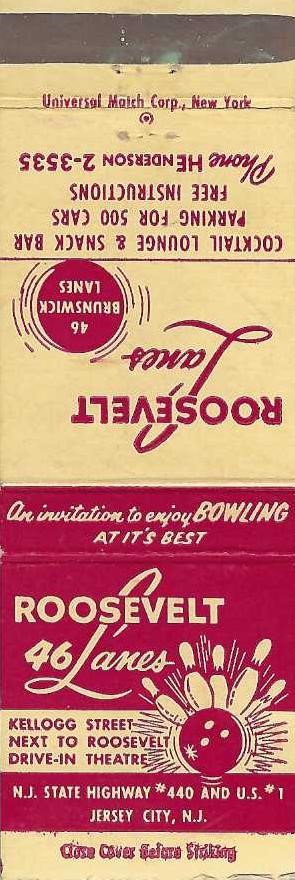 Universal Match Corp., New York
Phone HENDERSON 2-3535
FREE INSTRUCTIONS
PARKING FOR 500 CARS
COCKTAIL LOUNGE & SNACK BAR
46
BRUNSWICK
LANES
ROOSEVELT
Lanes
An invitation to enjoy BOWLING
AT IT'S BEST
ROOSEVELT
46 Lanes
KELLOGG STREET
NEXT TO ROOSEVELT
DRIVE-IN THEATRE
N.J. STATE HIGHWAY #440 AND U.S. #1
JERSEY CITY, N.J.
Close Cover Before Striking